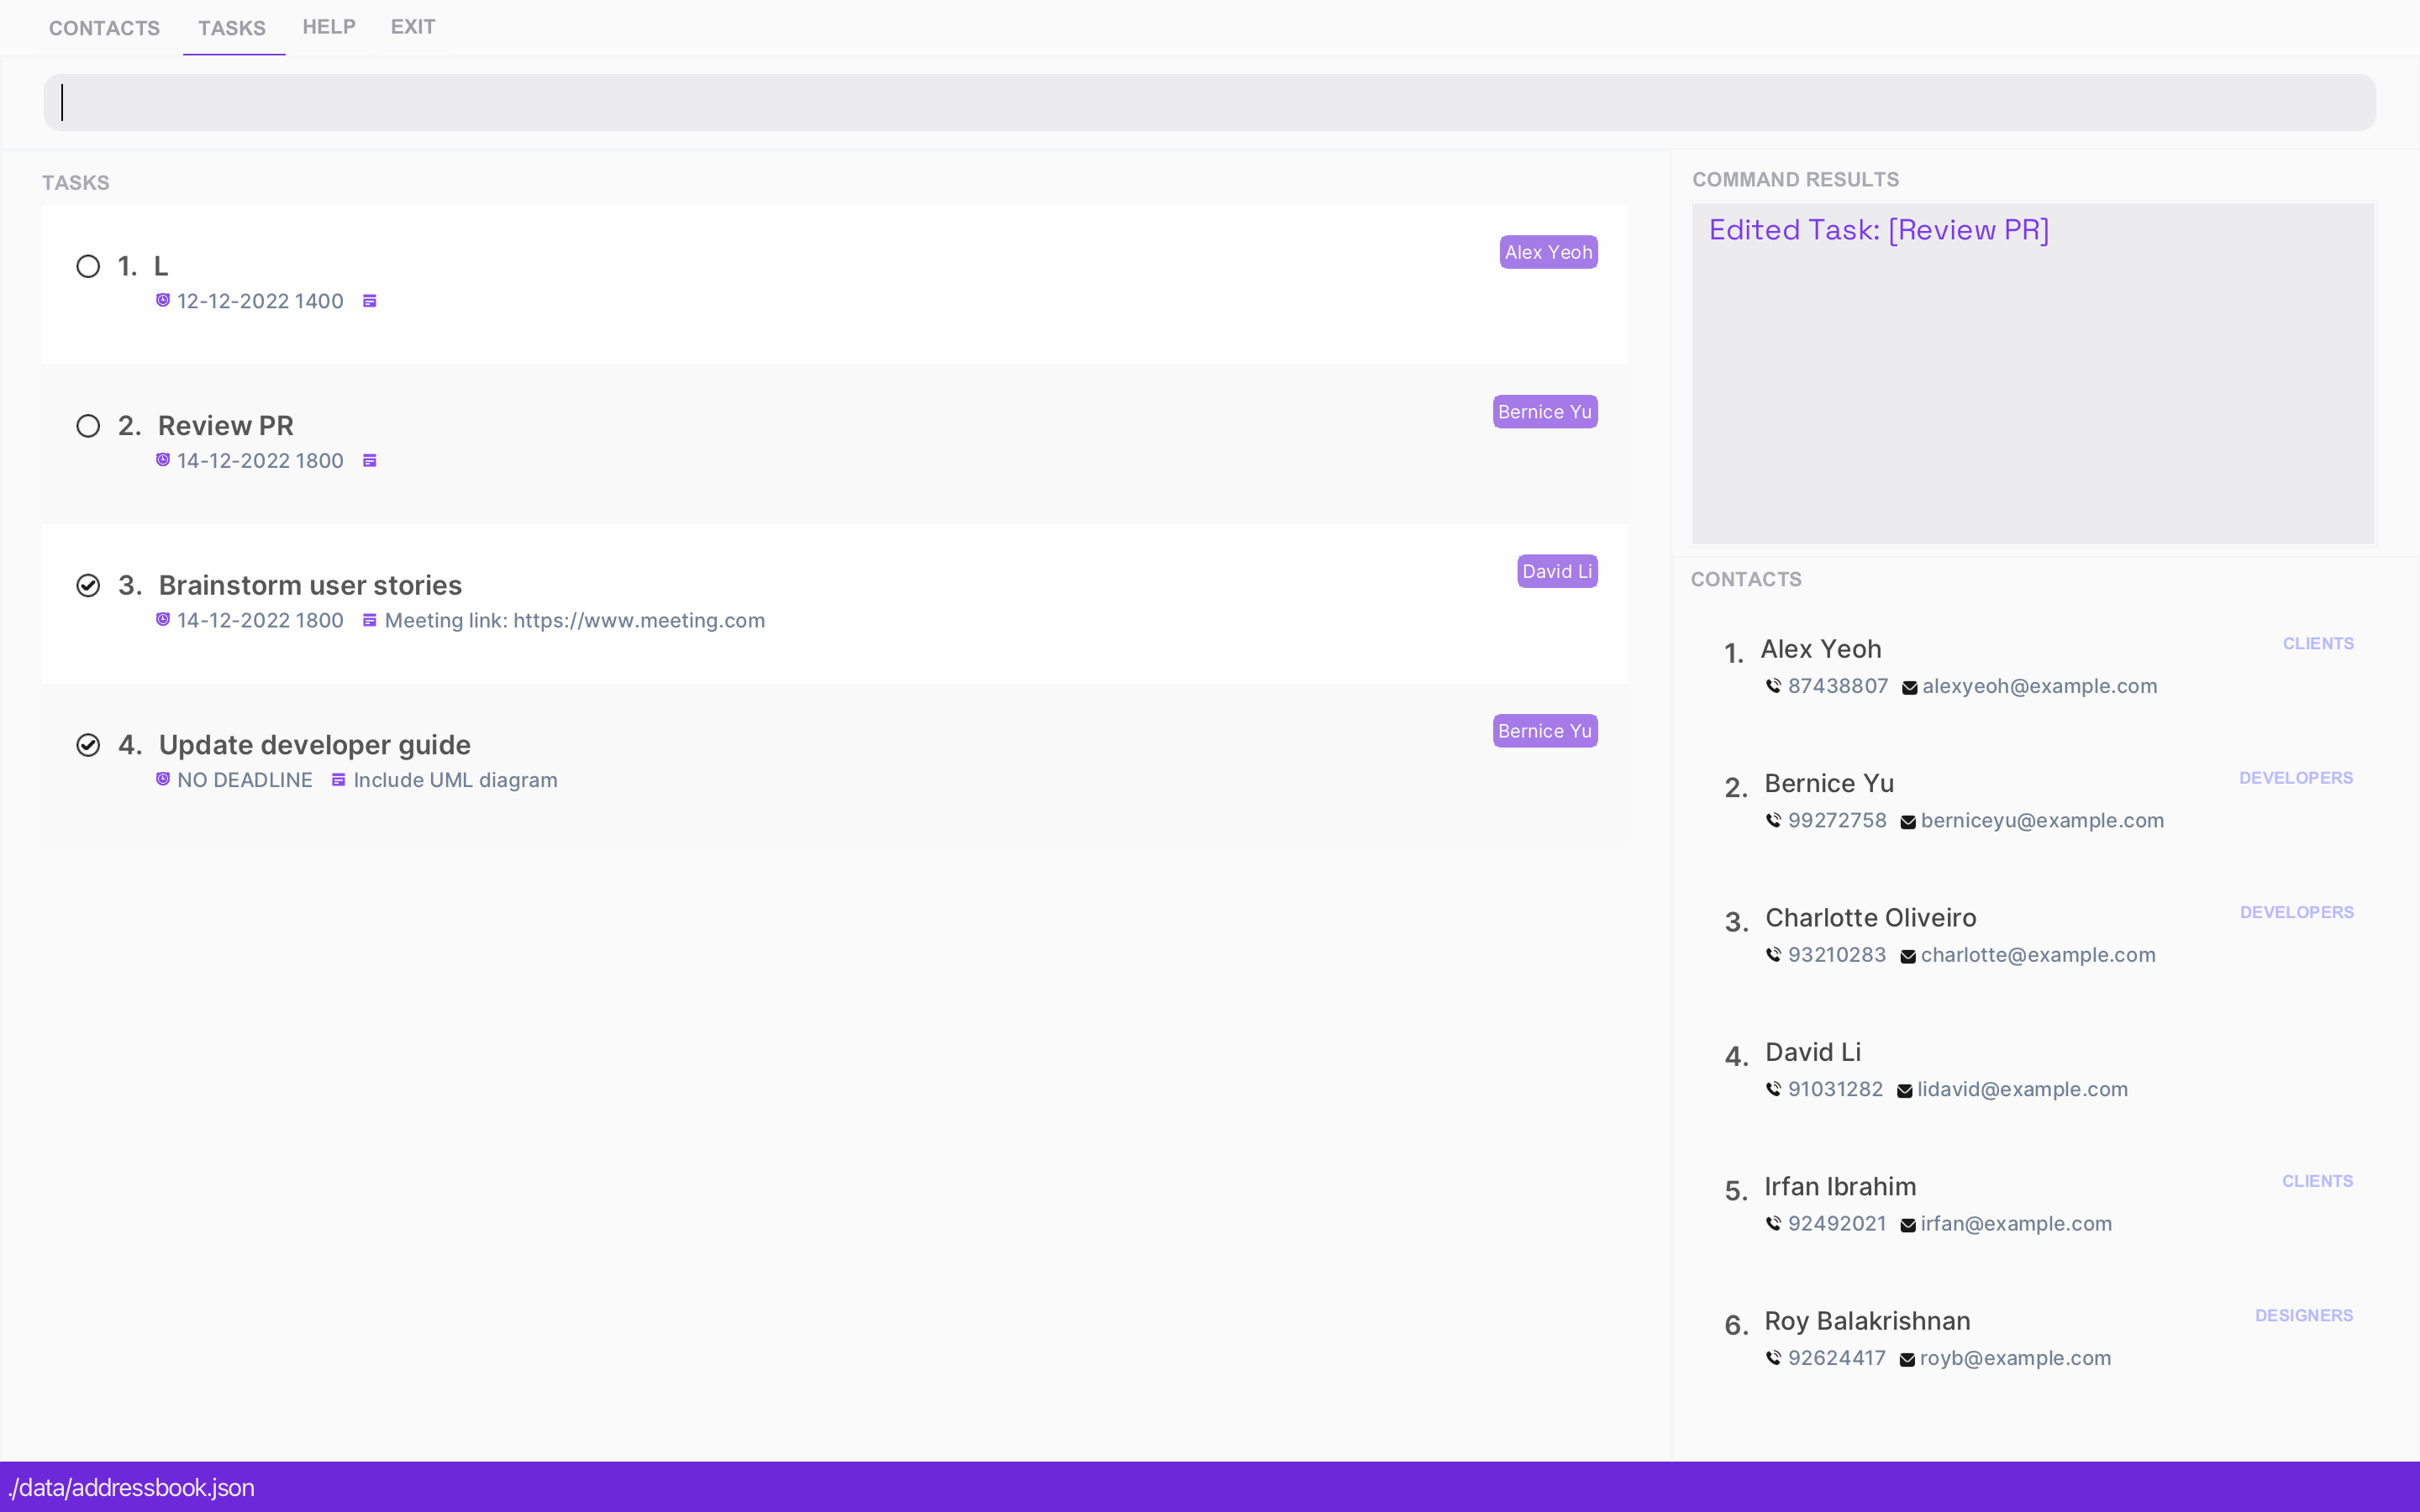 CONTACTS TASKS HELP EXIT
TASKS
1. L
12-12-2022 1400
Alex Yeoh
2. Review PR
14-12-2022 1800
Bernice Yu
3. Brainstorm user stories
14-12-2022 1800 Meeting link: https://www.meeting.com
David Li
4. Update developer guide
NO DEADLINE Include UML diagram
Bernice Yu
COMMAND RESULTS
Edited Task: [Review PR]
CONTACTS
1. Alex Yeoh CLIENTS
87438807 alexyeoh@example.com
2. Bernice Yu DEVELOPERS
99272758 berniceyu@example.com
3. Charlotte Oliveiro DEVELOPERS
93210283 charlotte@example.com
4. David Li
91031282 lidavid@example.com
5. Irfan Ibrahim CLIENTS
92492021 irfan@example.com
6. Roy Balakrishnan DESIGNERS
92624417 royb@example.com
./data/addressbook.json